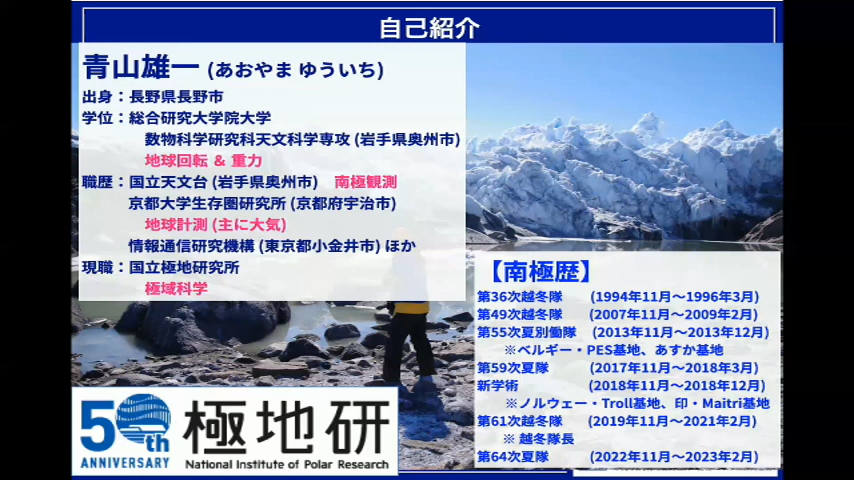 自己紹介
青山雄一 (あおやま ゆういち)
出身：長野県長野市
学位：総合研究大学院大学
数物科学研究科天文科学専攻 (岩手県奥州市)
地球回転 & 重力
職歴：国立天文台 (岩手県奥州市) 南極観測
京都大学生存圏研究所 (京都府宇治市)
地球計測 (主に大気)
情報通信研究機構 (東京都小金井市) ほか
現職：国立極地研究所
極域科学
【南極歴】
第36次越冬隊 (1994年11月～1996年3月)
第49次越冬隊 (2007年11月～2009年2月)
第55次夏別働隊 (2013年11月～2013年12月)
※ベルギー・PES基地、あすか基地
第59次夏隊 (2017年11月～2018年3月)
新学術 (2018年11月～2018年12月)
※ノルウェー・Troll基地、印・Maitri基地
第61次越冬隊 (2019年11月～2021年2月)
※ 越冬隊長
第64次夏隊 (2022年11月～2023年2月)
50th
ANNIVERSARY
極地研
National Institute of Polar Research